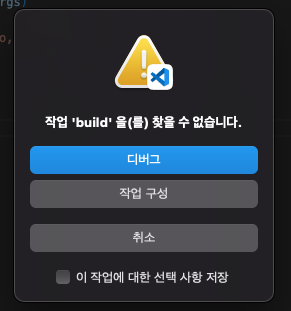 rgs)
o,
작업 'build' 을(를) 찾을 수 없습니다.
디버그
작업 구성
취소
이 작업에 대한 선택 사항 저장